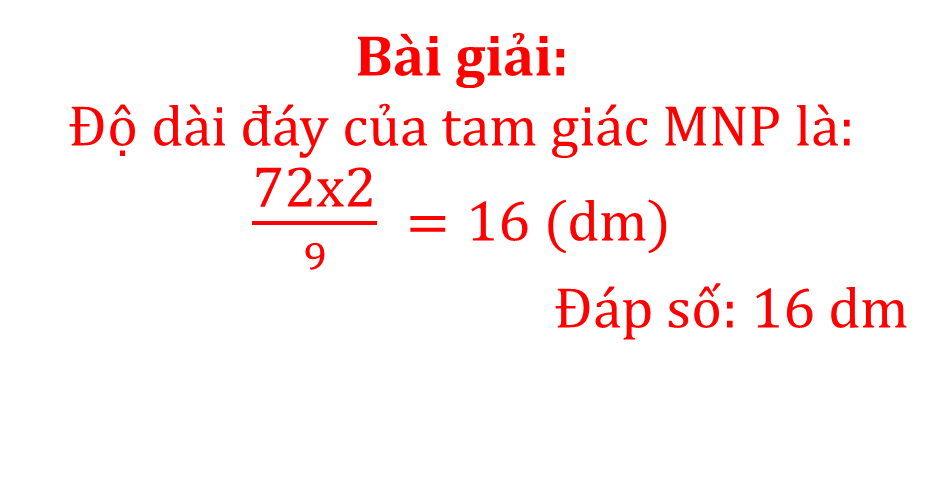 Bài giải:
Độ dài đáy của tam giác MNP là:
72x2
9
= 16 (dm)
Đáp số: 16 dm